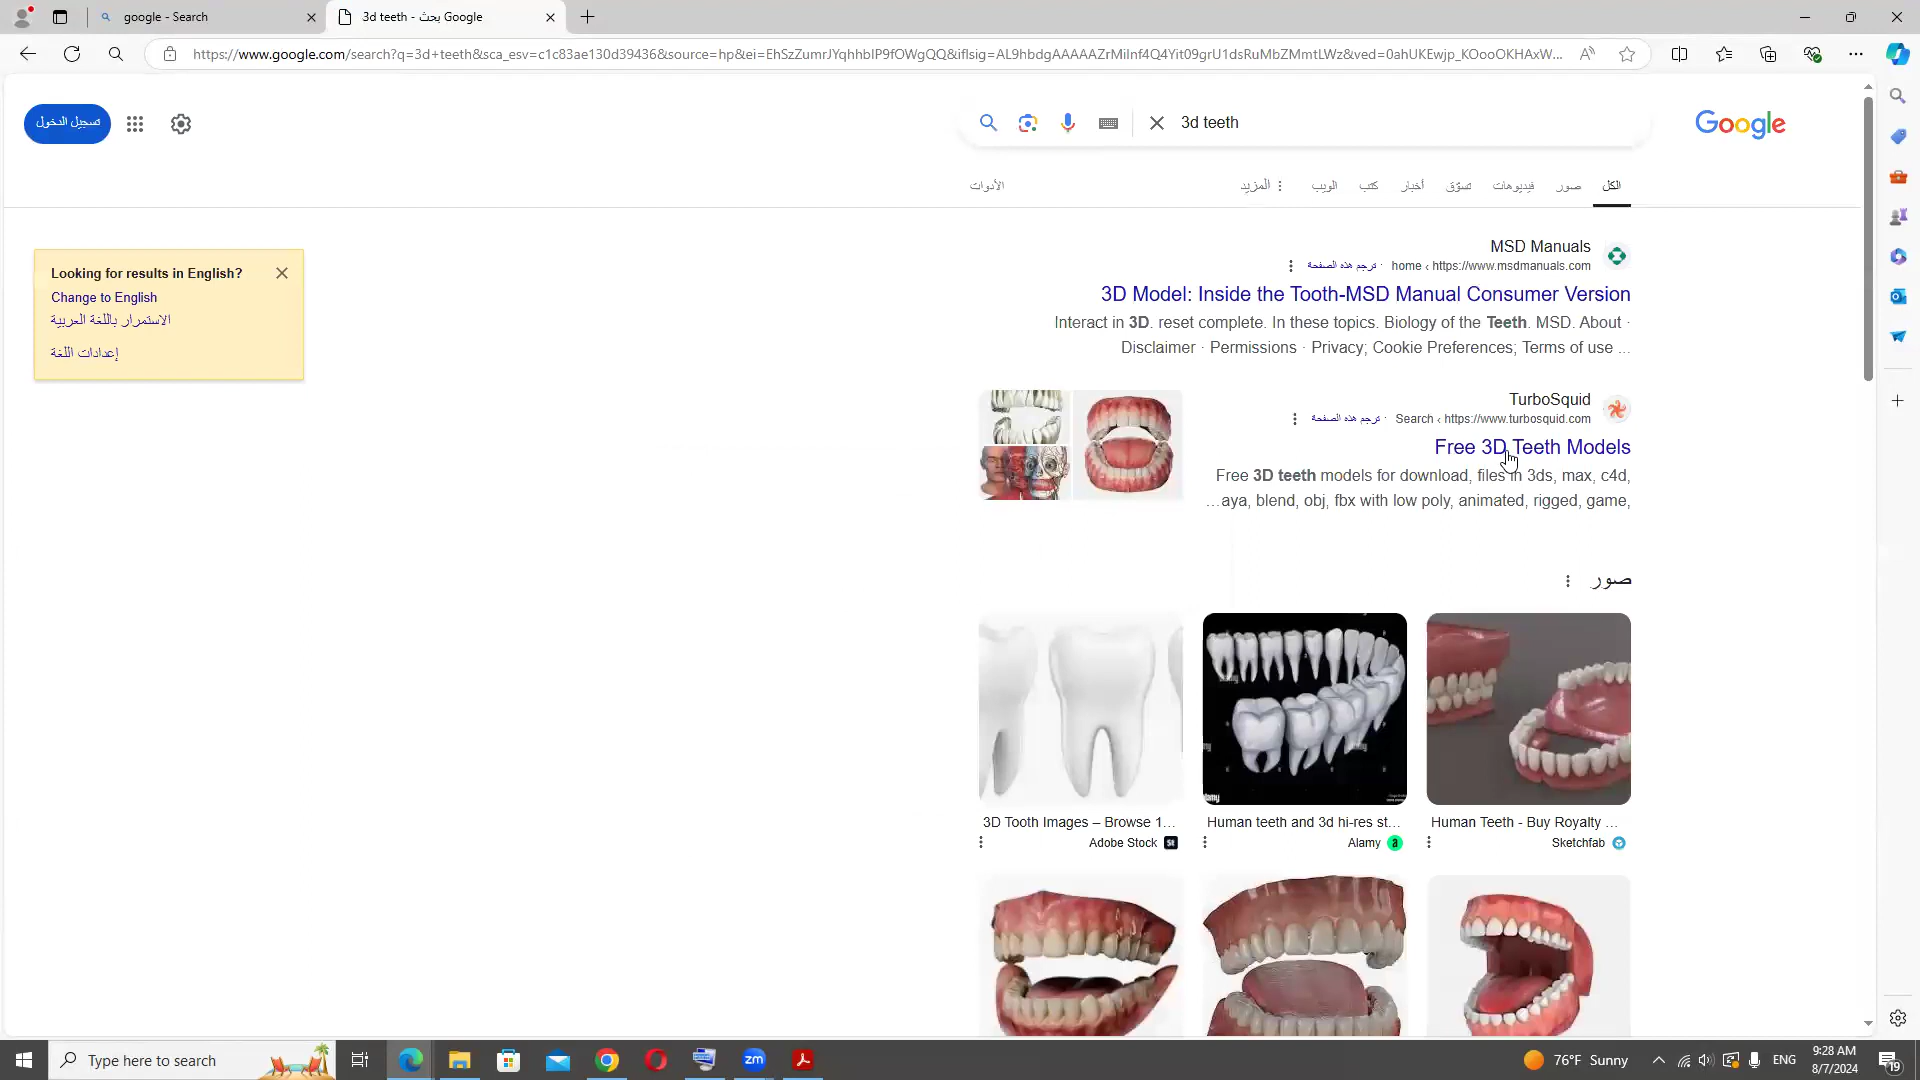 google - Search
3d teeth - بحث Google
https://www.google.com/search?q=3d+teeth&sca_esv=c1c83ae130d39436&source=hp&ei=EhSzZumrJYqhhbIP9fOWgQQ&iflsig=AL9hbdgAAAAAZrMiInf4Q4Yit09grU1dsRuMbZMmtLWz&ved=0ahUKEwjp_KOooOKHAxW...
تسجيل الدخول
3d teeth
Google
الكل
صور
فيديوهات
تسوّق
أخبار
كتب
الويب
المزيد
الأدوات
Looking for results in English?
Change to English
الاستمرار باللغة العربية
إعدادات اللغة
MSD Manuals
https://www.msdmanuals.com › home · ترجم هذه الصفحة
3D Model: Inside the Tooth-MSD Manual Consumer Version
Interact in 3D. reset complete. In these topics. Biology of the Teeth. MSD. About ·
Disclaimer · Permissions · Privacy; Cookie Preferences; Terms of use ...
TurboSquid
https://www.turbosquid.com › Search · ترجم هذه الصفحة
Free 3D Teeth Models
Free 3D teeth models for download, files in 3ds, max, c4d,
...aya, blend, obj, fbx with low poly, animated, rigged, game,
صور
alamy
3D Tooth Images – Browse 1...
Adobe Stock
Human teeth and 3d hi-res st...
Alamy
Human Teeth - Buy Royalty ...
Sketchfab
Type here to search
zm
76°F Sunny
ENG
9:28 AM
8/7/2024
19